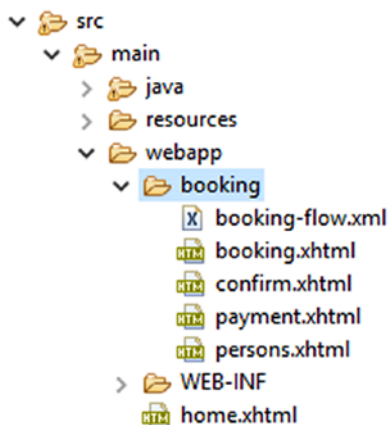 src
main
java
resources
webapp
booking
booking-flow.xml
booking.xhtml
confirm.xhtml
payment.xhtml
persons.xhtml
WEB-INF
home.xhtml